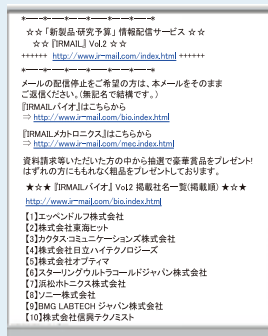 *-----*-----*-----*-----*-----*-----*
☆☆「新製品・研究予算」情報配信サービス ☆☆
☆☆『IRMAIL』 Vol.2 ☆☆
++++++ http://www.ir-mail.com/index.html ++++++
*-----*-----*-----*-----*-----*-----*
メールの配信停止をご希望の方は、本メールをそのまま
ご返信ください。(無記名で結構です。)
『IRMAILバイオ』はこちらから
⇒ http://www.ir-mail.com/bio.index.html
『IRMAILメカトロニクス』はこちらから
⇒ http://www.ir-mail.com/mec.index.html
資料請求等いただいた方の中から抽選で豪華賞品をプレゼント!
はずれの方にももれなく粗品をプレゼントしております。
★☆★『IRMAILバイオ』 Vol.2 掲載社名一覧(掲載順) ★☆★
http://www.ir-mail.com/bio.index.html
【1】エッペンドルフ株式会社
【2】株式会社東海ヒット
【3】カクタス・コミュニケーションズ株式会社
【4】株式会社日立ハイテクノロジーズ
【5】株式会社オプティマ
【6】スターリングウルトラコールドジャパン株式会社
【7】浜松ホトニクス株式会社
【8】ソニー株式会社
【9】BMG LABTECH ジャパン株式会社
【10】株式会社信興テクノミスト